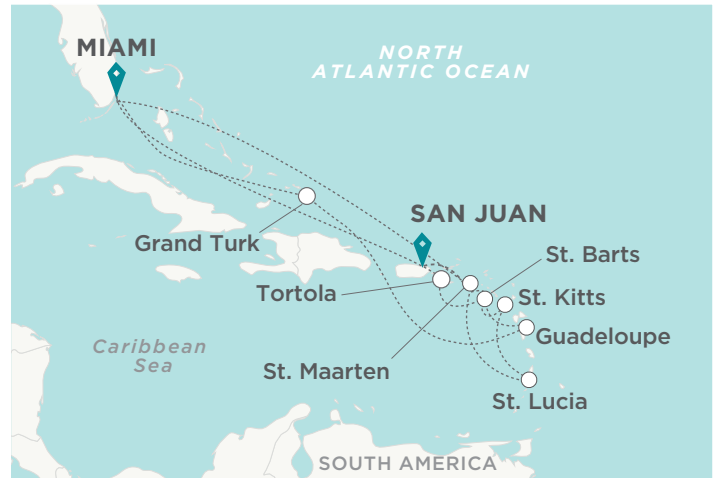 MIAMI
NORTH
ATLANTIC OCEAN
SAN JUAN
Grand Turk
St. Barts
Tortola
St. Kitts
Guadeloupe
Caribbean
Sea
St. Maarten
St. Lucia
SOUTH AMERICA